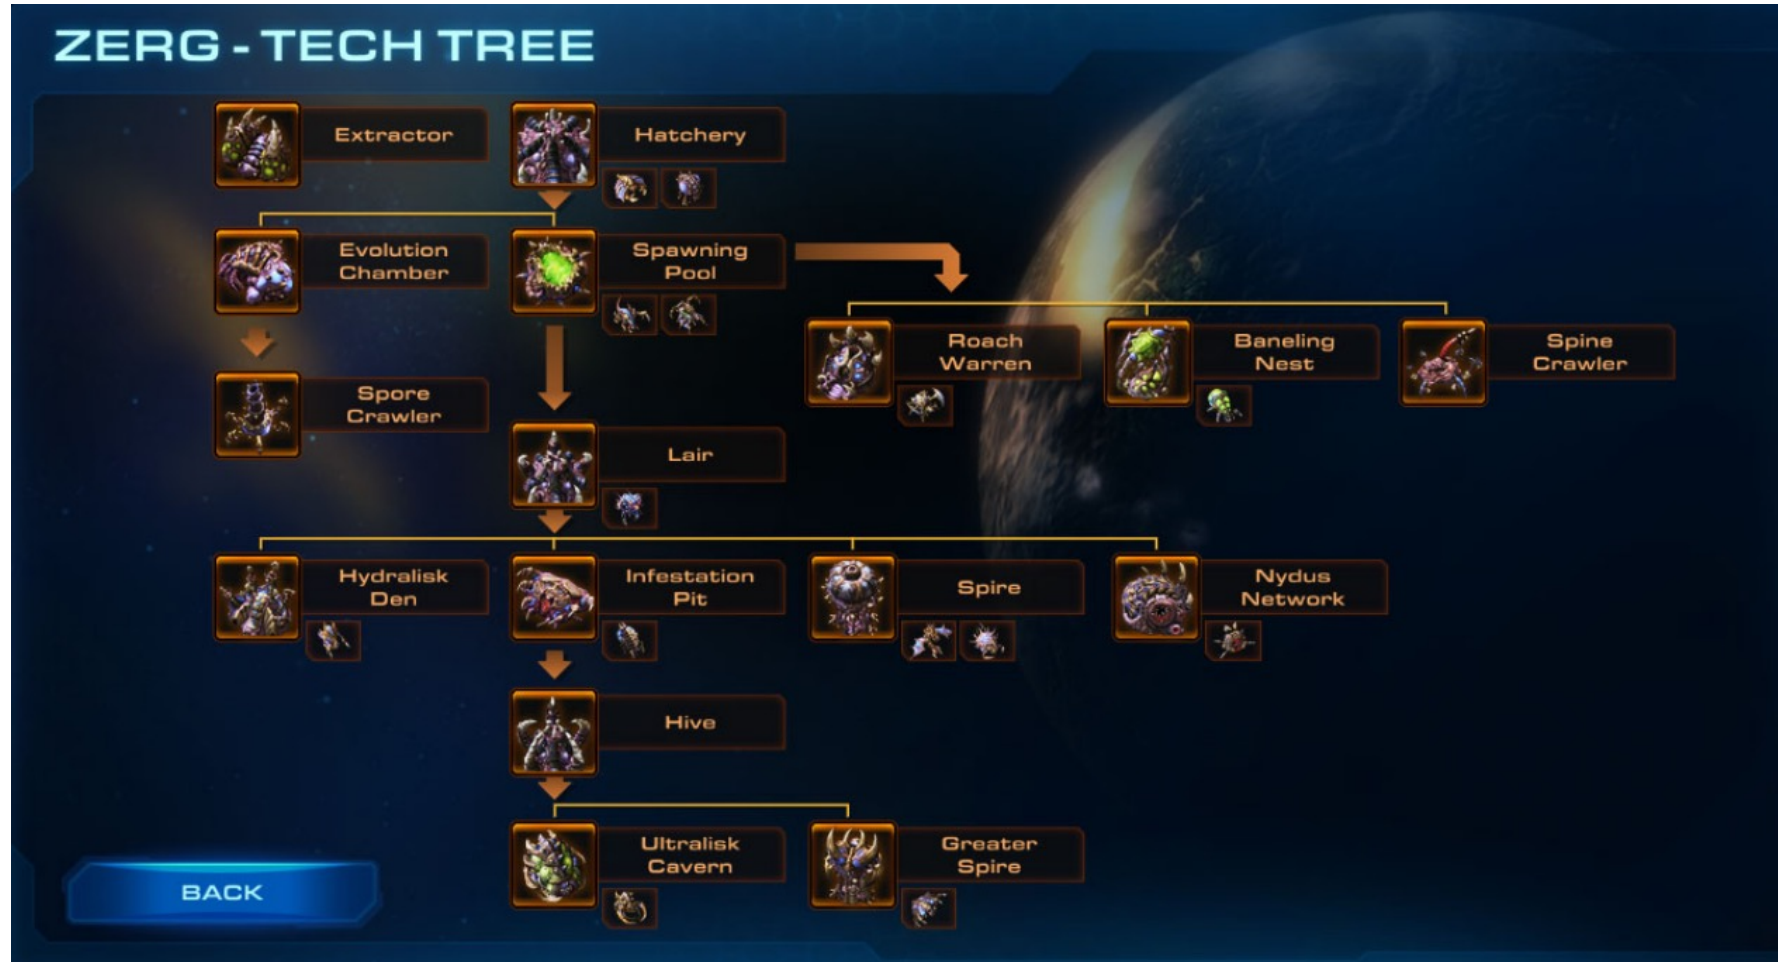 ZERG - TECH TREE
Extractor
Hatchery
Evolution
Chamber
Spawning
Pool
Roach
Warren
Baneling
Nest
Spine
Crawler
Spore
Crawler
Lair
Hydralisk
Den
Infestation
Pit
Spire
Nydus
Network
Hive
Ultralisk
Cavern
Greater
Spire
BACK